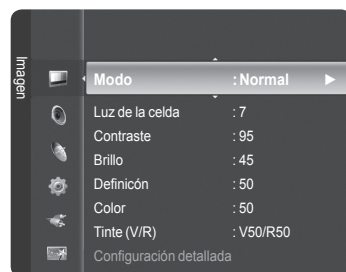 Imagen
Modo : Normal
Luz de la celda : 7
Contraste : 95
Brillo : 45
Definicón : 50
Color : 50
Tinte (V/R) : V50/R50
Configuración detallada